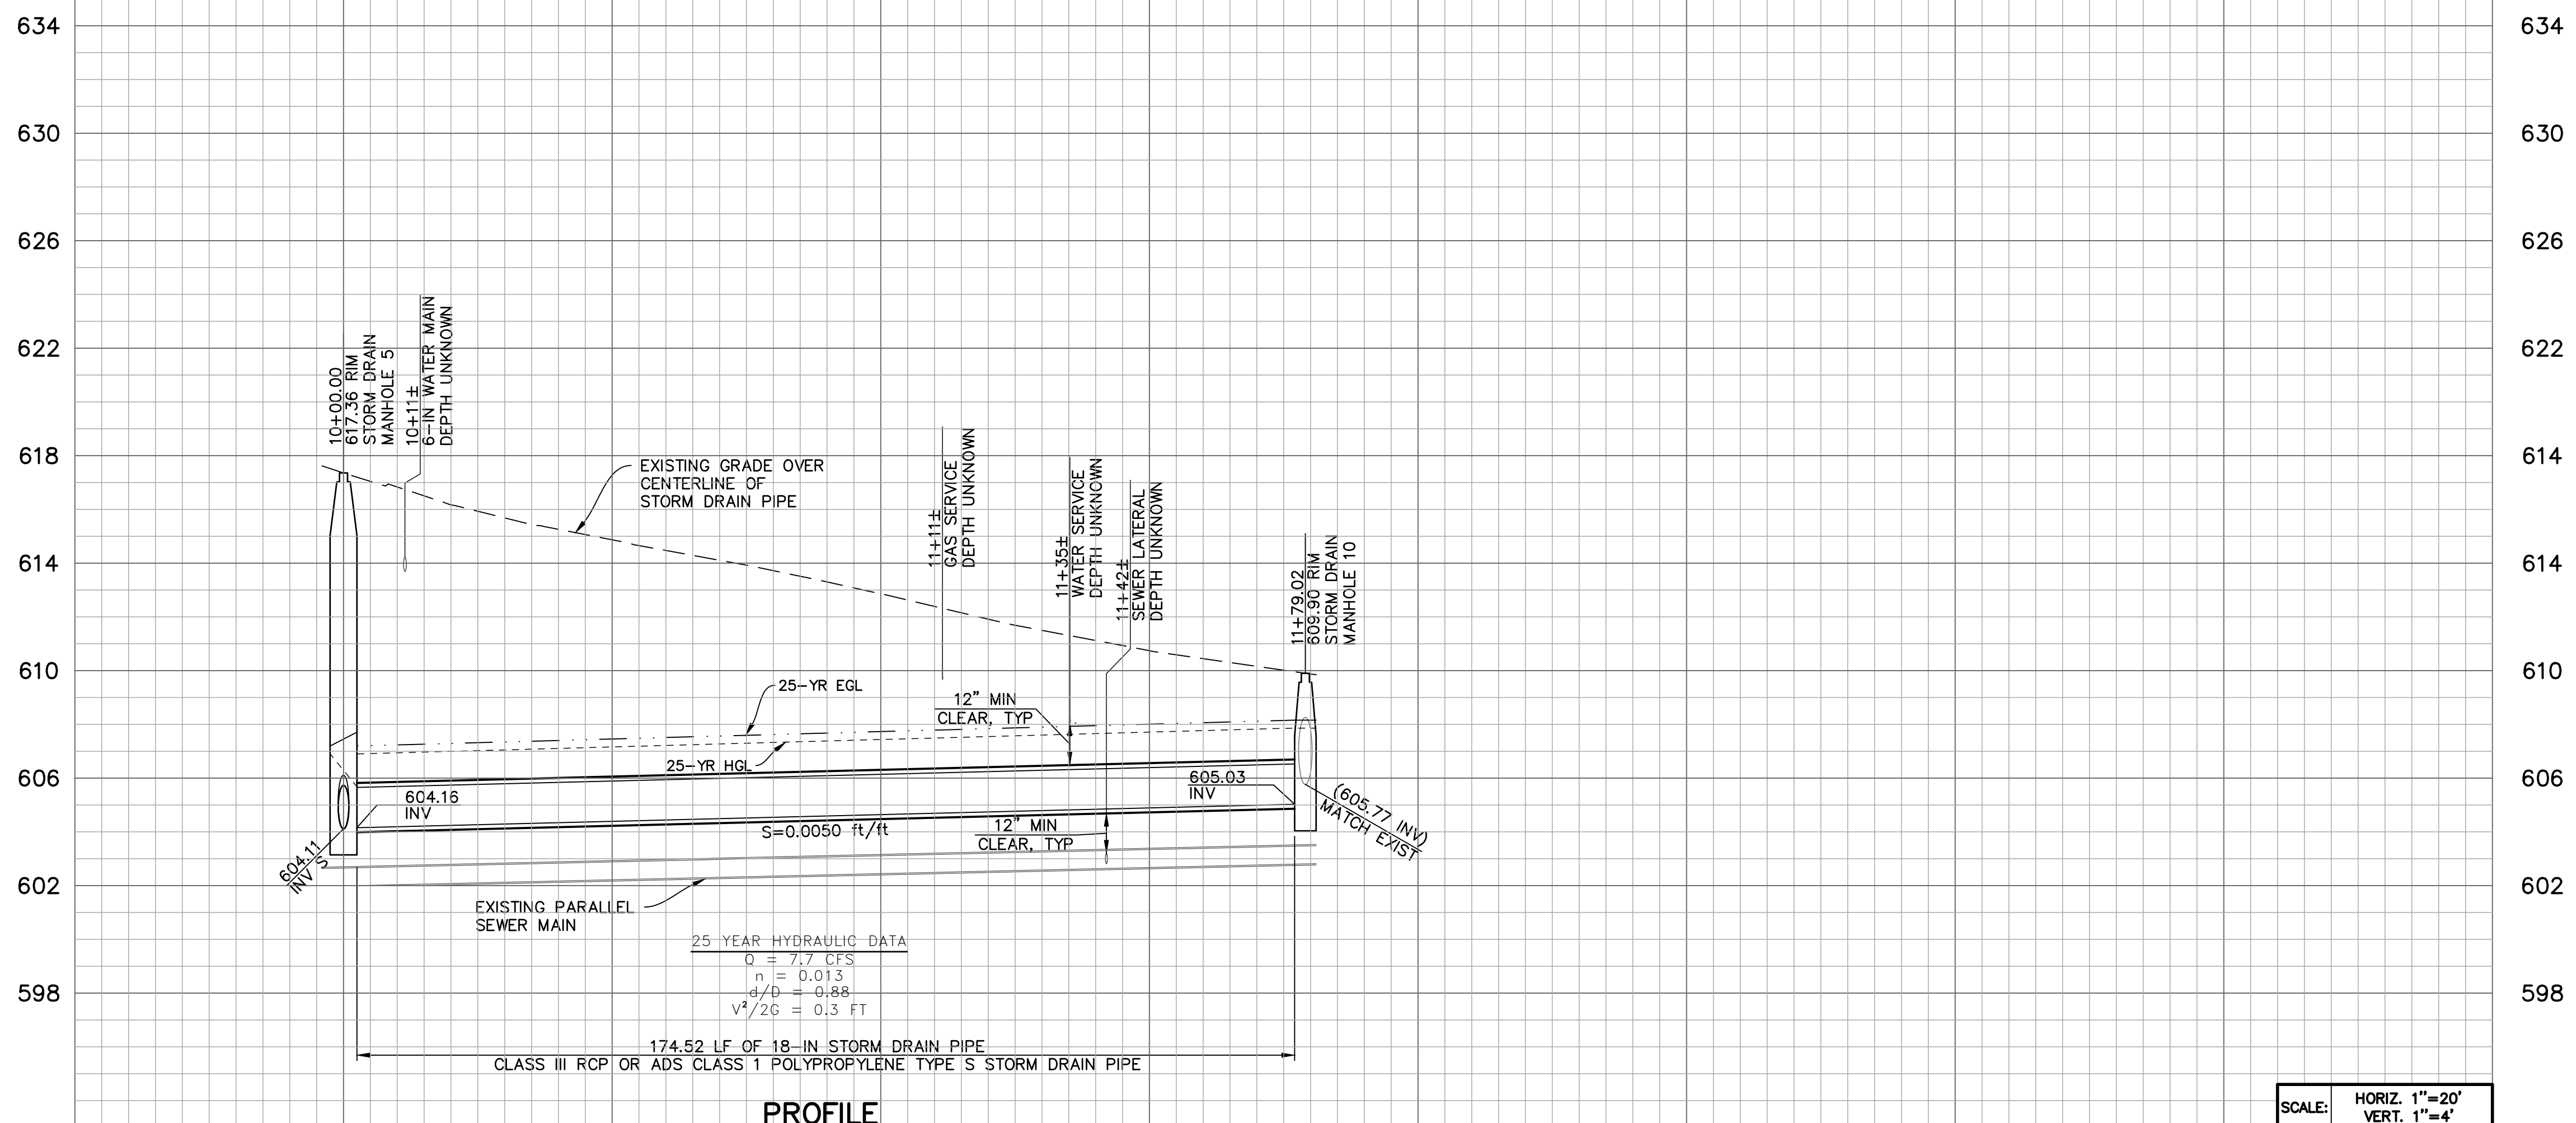 634
634
630
630
626
626
622
622
618
614
614
614
610
610
606
606
602
602
598
598
10+00.00
617.36 RIM
STORM DRAIN
MANHOLE 5
10+11±
6-IN WATER MAIN
DEPTH UNKNOWN
EXISTING GRADE OVER
CENTERLINE OF
STORM DRAIN PIPE
11+11±
GAS SERVICE
DEPTH UNKNOWN
11+35±
WATER SERVICE
DEPTH UNKNOWN
11+42±
SEWER LATERAL
DEPTH UNKNOWN
11+79.02
609.90 RIM
STORM DRAIN
MANHOLE 10
25-YR EGL
12" MIN
CLEAR, TYP
25-YR HGL
604.16
INV
605.03
INV
(605.77 INV)
MATCH EXIST
S=0.0050 ft/ft
12" MIN
CLEAR, TYP
604.11
INV S
EXISTING PARALLEL
SEWER MAIN
25 YEAR HYDRAULIC DATA
Q = 7.7 CFS
n = 0.013
d/D = 0.88
V²/2G = 0.3 FT
174.52 LF OF 18-IN STORM DRAIN PIPE
CLASS III RCP OR ADS CLASS 1 POLYPROPYLENE TYPE S STORM DRAIN PIPE
PROFILE
SCALE:
HORIZ. 1"=20'
VERT. 1"=4'